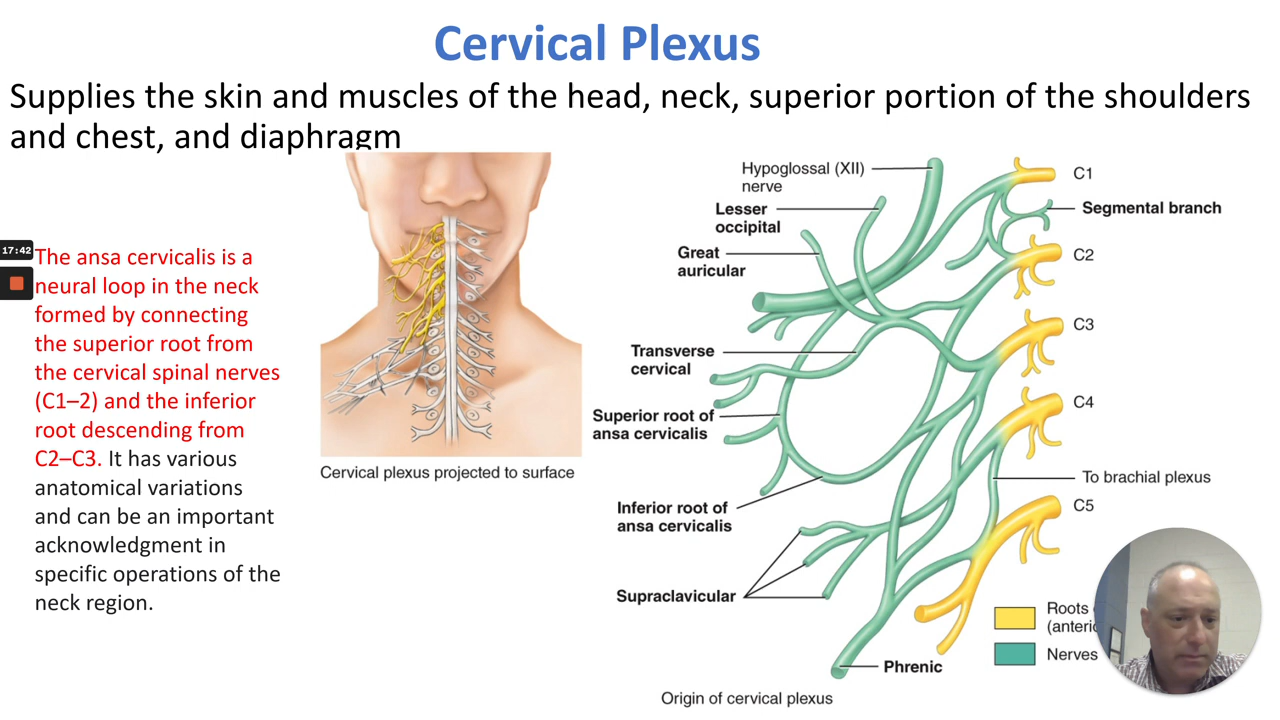 Cervical Plexus
Supplies the skin and muscles of the head, neck, superior portion of the shoulders
and chest, and diaphragm
17:42
The ansa cervicalis is a
neural loop in the neck
formed by connecting
the superior root from
the cervical spinal nerves
(C1–2) and the inferior
root descending from
C2–C3. It has various
anatomical variations
and can be an important
acknowledgment in
specific operations of the
neck region.
Cervical plexus projected to surface
Hypoglossal (XII)
nerve
Lesser
occipital
Great
auricular
Transverse
cervical
Superior root of
ansa cervicalis
Inferior root of
ansa cervicalis
Supraclavicular
Phrenic
C1
Segmental branch
C2
C3
C4
To brachial plexus
C5
Roots
Nerves
Origin of cervical plexus